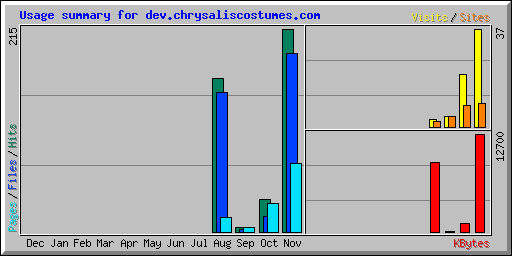 Usage summary for dev.chrysaliscostumes.com
Visits / Sites
215
37
Pages / Files / Hits
12700
Dec Jan Feb Mar Apr May Jun Jul Aug Sep Oct Nov
KBytes